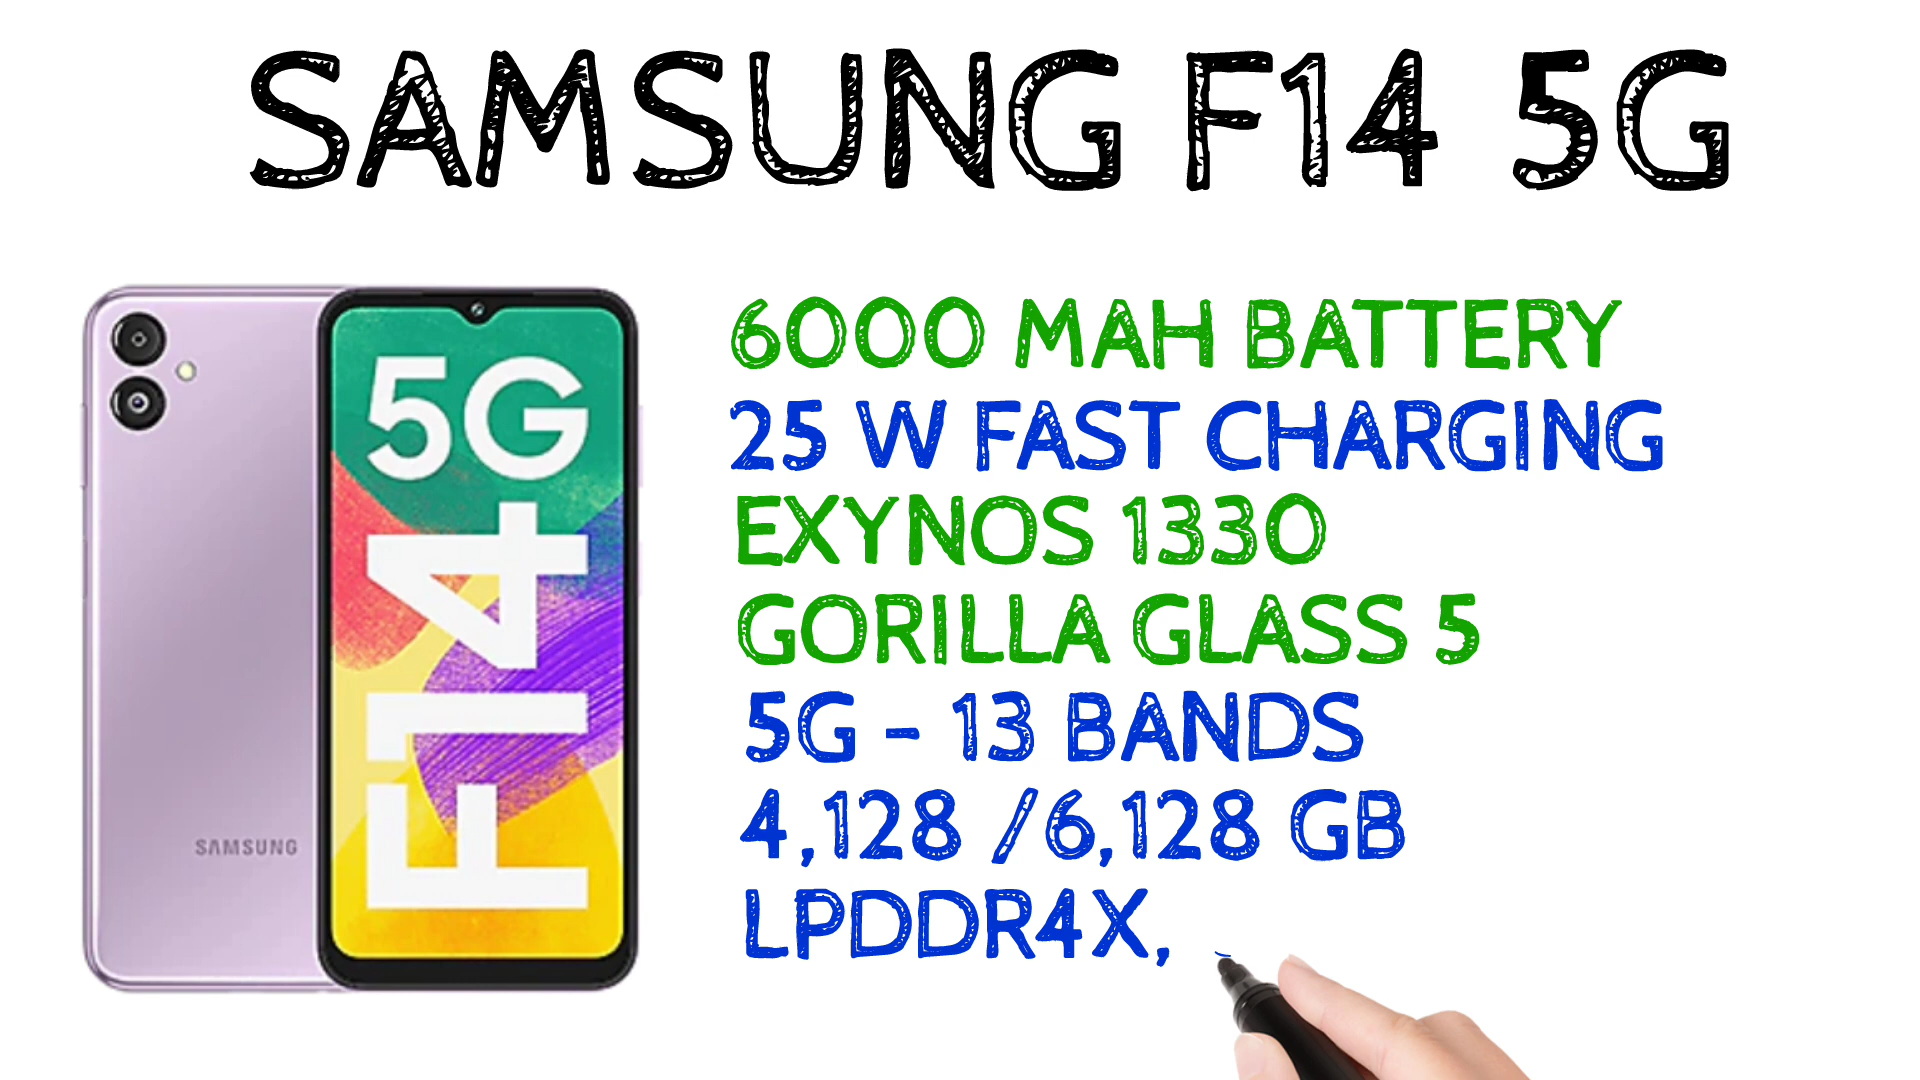 SAMSUNG F14 5G
5G
F14
SAMSUNG
6000 MAH BATTERY
25 W FAST CHARGING
EXYNOS 1330
GORILLA GLASS 5
5G - 13 BANDS
4,128 /6,128 GB
LPDDR4X,